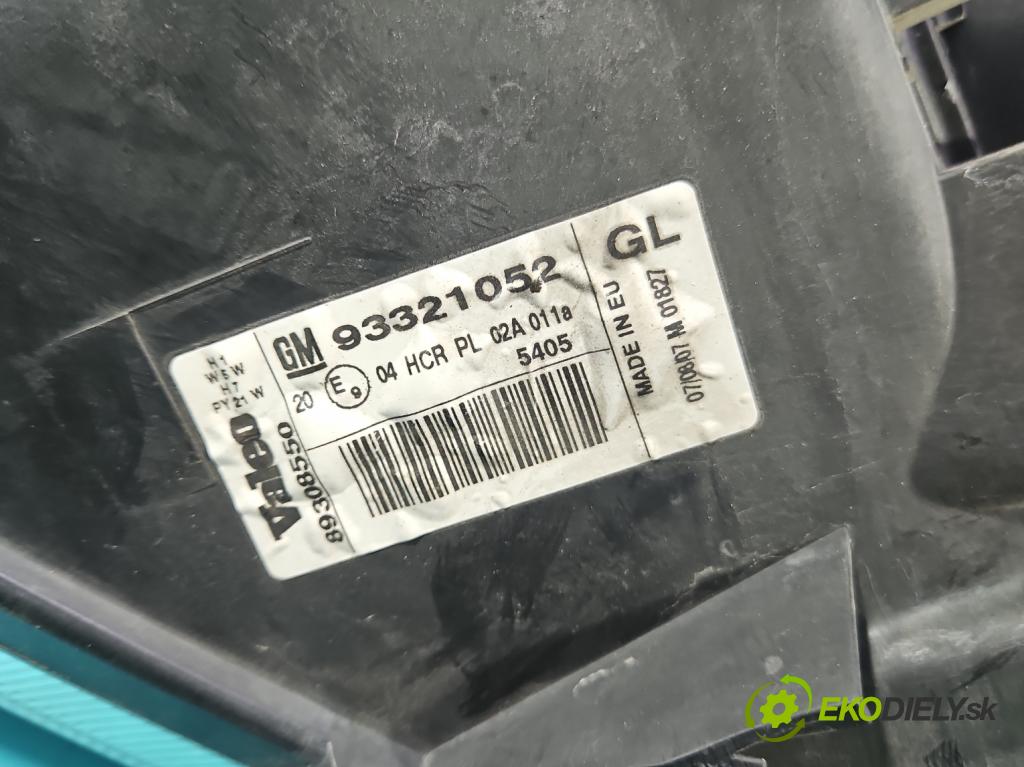 GM 93321052
20 E9 04 HCR PL 02A 011a
5405
H1
W5W
H7
PY21W
Valeo
89308550
GL
MADE IN EU
07/08/07 M 01827
EKODIELY.sk